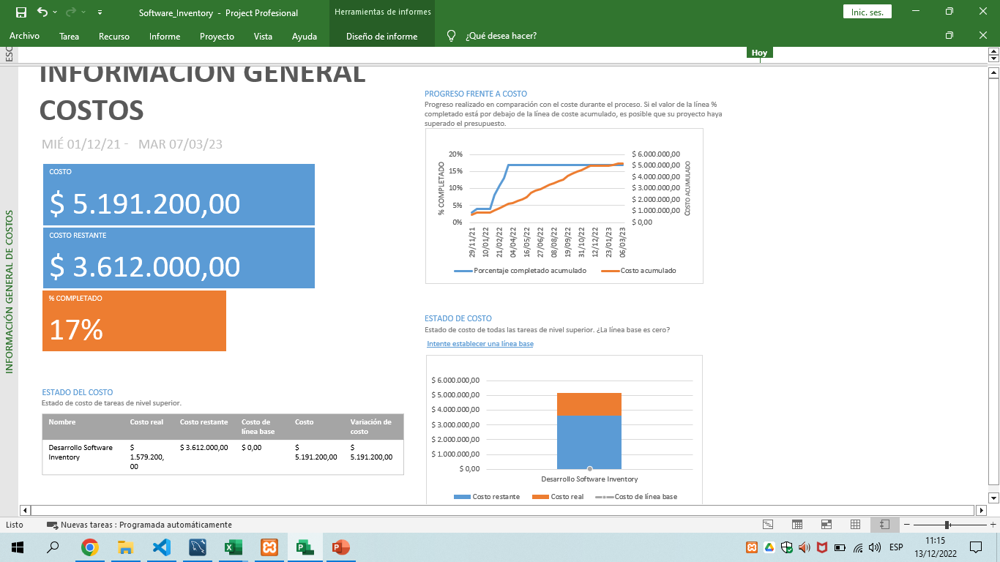 Software_Inventory - Project Profesional
Herramientas de informes
Inic. ses.
Archivo
Tarea
Recurso
Informe
Proyecto
Vista
Ayuda
Diseño de informe
¿Qué desea hacer?
ESC
Hoy
INFORMACIÓN GENERAL DE COSTOS
INFORMACIÓN GENERAL
COSTOS
MIÉ 01/12/21 - MAR 07/03/23
COSTO
$ 5.191.200,00
COSTO RESTANTE
$ 3.612.000,00
% COMPLETADO
17%
ESTADO DEL COSTO
Estado de costo de tareas de nivel superior.
Nombre
Costo real
Costo restante
Costo de
línea base
Costo
Variación de
costo
Desarrollo Software
Inventory
$
1.579.200,
00
$ 3.612.000,00
$ 0,00
$
5.191.200,00
$
5.191.200,00
PROGRESO FRENTE A COSTO
Progreso realizado en comparación con el coste durante el proceso. Si el valor de la línea %
completado está por debajo de la línea de coste acumulado, es posible que su proyecto haya
superado el presupuesto.
% COMPLETADO
20%
15%
10%
5%
0%
$ 6.000.000,00
$ 5.000.000,00
$ 4.000.000,00
$ 3.000.000,00
$ 2.000.000,00
$ 1.000.000,00
$ 0,00
COSTO ACUMULADO
29/11/21
10/01/22
21/02/22
04/04/22
16/05/22
27/06/22
08/08/22
19/09/22
31/10/22
12/12/22
23/01/23
06/03/23
Porcentaje completado acumulado
Costo acumulado
ESTADO DE COSTO
Estado de costo de todas las tareas de nivel superior. ¿La línea base es cero?
Intente establecer una línea base
$ 6.000.000,00
$ 5.000.000,00
$ 4.000.000,00
$ 3.000.000,00
$ 2.000.000,00
$ 1.000.000,00
$ 0,00
Desarrollo Software Inventory
Costo restante
Costo real
Costo de línea base
Listo
Nuevas tareas : Programada automáticamente
ESP
11:15
13/12/2022